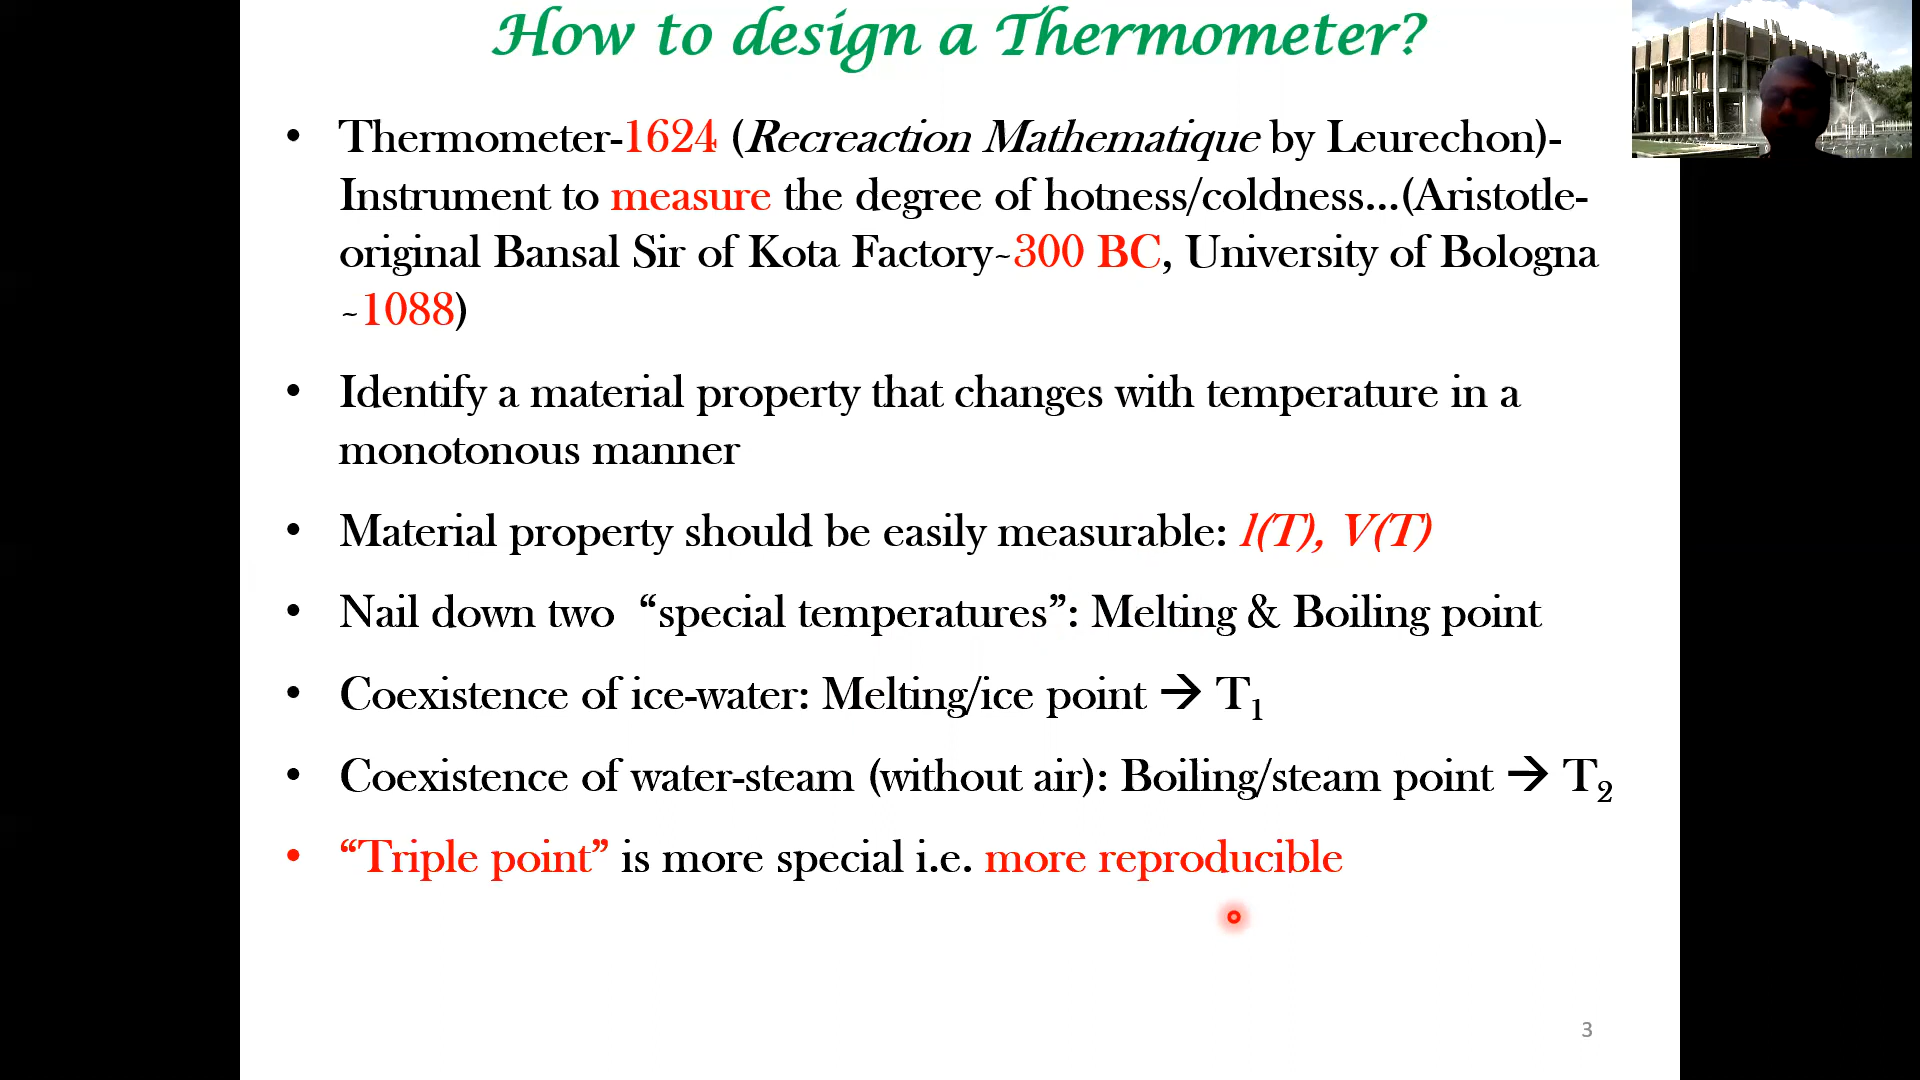 How to design a Thermometer?
• Thermometer-1624 (Recreaction Mathematique by Leurechon)-
Instrument to measure the degree of hotness/coldness...(Aristotle-
original Bansal Sir of Kota Factory~300 BC, University of Bologna
~1088)
• Identify a material property that changes with temperature in a
monotonous manner
• Material property should be easily measurable: l(T), V(T)
• Nail down two “special temperatures”: Melting & Boiling point
• Coexistence of ice-water: Melting/ice point → T₁
• Coexistence of water-steam (without air): Boiling/steam point → T₂
• “Triple point” is more special i.e. more reproducible
3